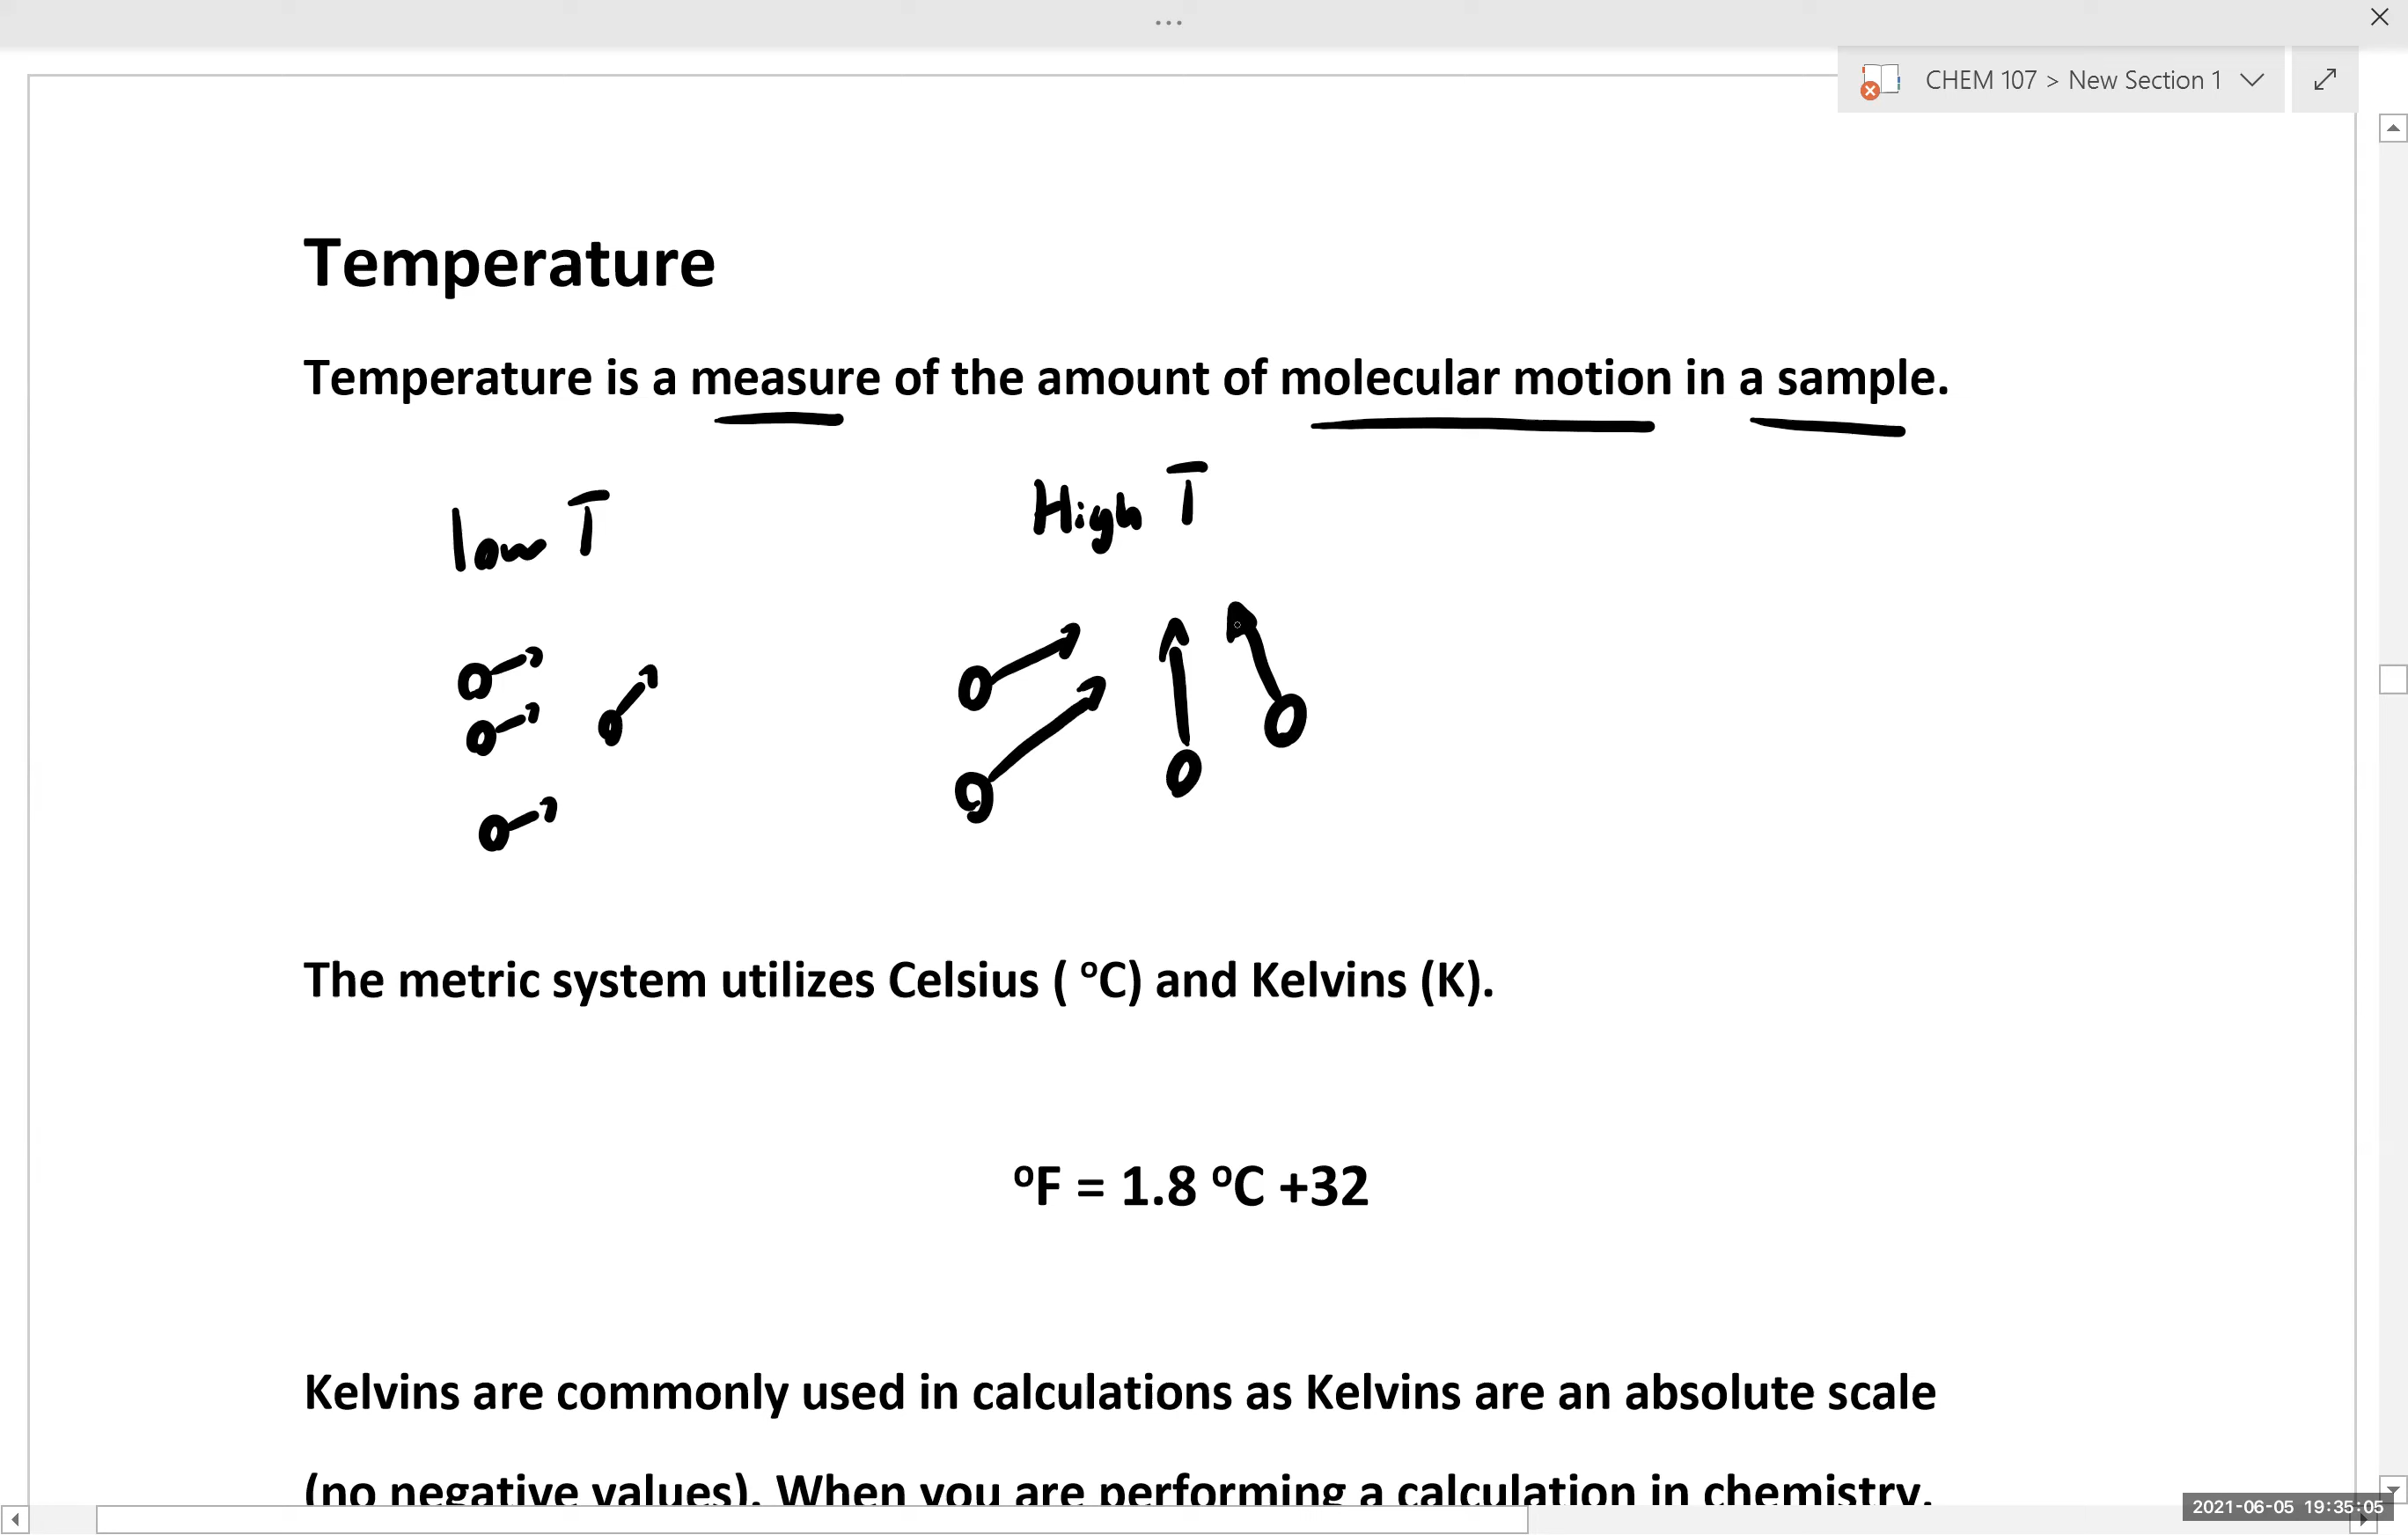 CHEM 107 > New Section 1
Temperature
Temperature is a measure of the amount of molecular motion in a sample.
low T
High T
The metric system utilizes Celsius ( ºC) and Kelvins (K).
ºF = 1.8 ºC +32
Kelvins are commonly used in calculations as Kelvins are an absolute scale
(no negative values). When you are performing a calculation in chemistry,
2021-06-05 19:35:05